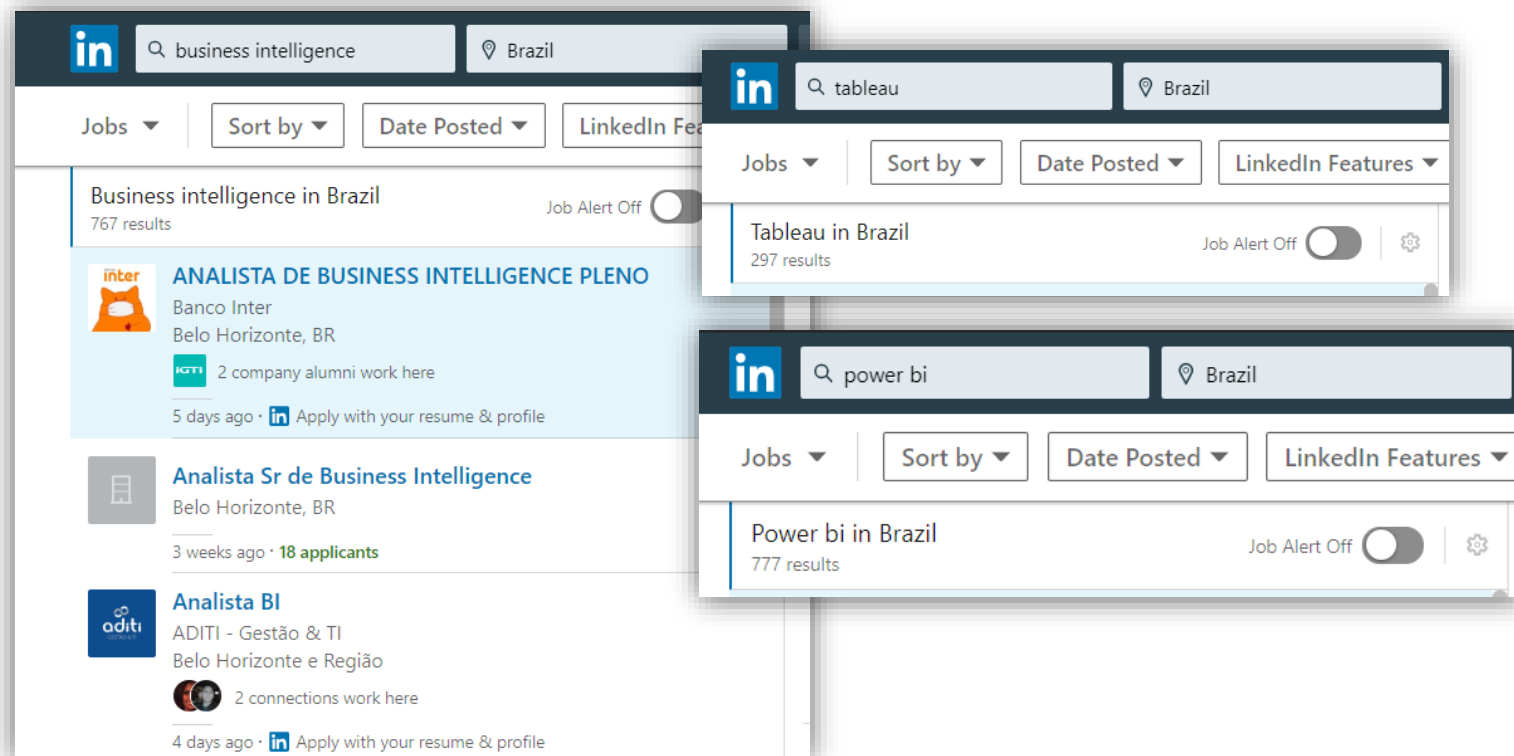 in
business intelligence
Brazil
Jobs
Sort by
Date Posted
LinkedIn Fea
Business intelligence in Brazil
767 results
Job Alert Off
inter
ANALISTA DE BUSINESS INTELLIGENCE PLENO
Banco Inter
Belo Horizonte, BR
IGTI
2 company alumni work here
5 days ago · in Apply with your resume & profile
Analista Sr de Business Intelligence
Belo Horizonte, BR
3 weeks ago · 18 applicants
aditi
Analista BI
ADITI - Gestão & TI
Belo Horizonte e Região
2 connections work here
4 days ago · in Apply with your resume & profile
in
tableau
Brazil
Jobs
Sort by
Date Posted
LinkedIn Features
Tableau in Brazil
297 results
Job Alert Off
in
power bi
Brazil
Jobs
Sort by
Date Posted
LinkedIn Features
Power bi in Brazil
777 results
Job Alert Off